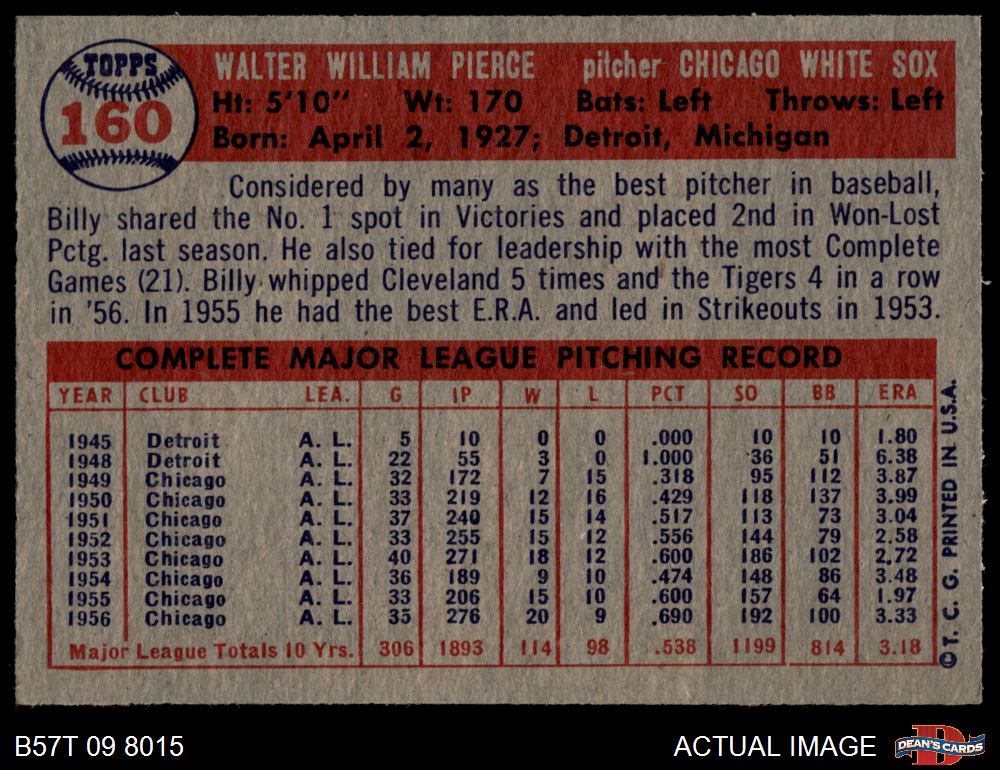 TOPPS
160
WALTER WILLIAM PIERCE pitcher CHICAGO WHITE SOX
Ht: 5'10" Wt: 170 Bats: Left Throws: Left
Born: April 2, 1927; Detroit, Michigan
Considered by many as the best pitcher in baseball,
Billy shared the No. 1 spot in Victories and placed 2nd in Won-Lost
Pctg. last season. He also tied for leadership with the most Complete
Games (21). Billy whipped Cleveland 5 times and the Tigers 4 in a row
in '56. In 1955 he had the best E.R.A. and led in Strikeouts in 1953.
COMPLETE MAJOR LEAGUE PITCHING RECORD
YEAR CLUB LEA. G IP W L PCT SO BB ERA
1945 Detroit A. L. 5 10 0 0 .000 10 10 1.80
1948 Detroit A. L. 22 55 3 0 1.000 36 51 6.38
1949 Chicago A. L. 32 172 7 15 .318 95 112 3.87
1950 Chicago A. L. 33 219 12 16 .429 118 137 3.99
1951 Chicago A. L. 37 240 15 14 .517 113 73 3.04
1952 Chicago A. L. 33 255 15 12 .556 144 79 2.58
1953 Chicago A. L. 40 271 18 12 .600 186 102 2.72
1954 Chicago A. L. 36 189 9 10 .474 148 86 3.48
1955 Chicago A. L. 33 206 15 10 .600 157 64 1.97
1956 Chicago A. L. 35 276 20 9 .690 192 100 3.33
Major League Totals 10 Yrs. 306 1893 114 98 .538 1199 814 3.18
© T. C. G. PRINTED IN U.S.A.
B57T 09 8015
ACTUAL IMAGE
DEAN'S CARDS